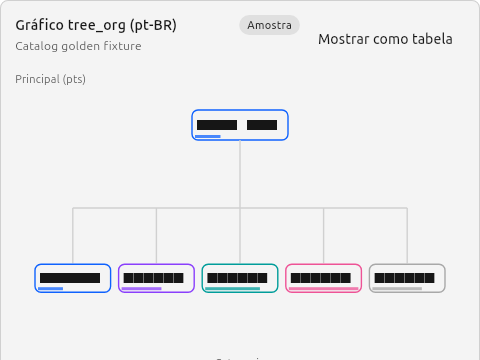 Gráfico tree_org (pt-BR)
Amostra
Mostrar como tabela
Catalog golden fixture
Principal (pts)